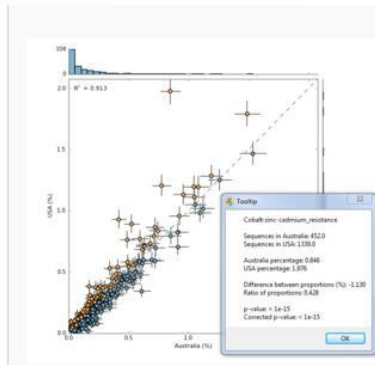 338
0
R² = 0.913
2.0
1.5
1.0
0.5
0.0
USA (%)
0.0
0.5
1.0
Australia (%)
Tooltip
Cobalt-zinc-cadmium_resistance
Sequences in Australia: 452.0
Sequences in USA: 1339.0
Australia percentage: 0.846
USA percentage: 1.976
Difference between proportions (%): -1.130
Ratio of proportions: 0.428
p-value: < 1e-15
Corrected p-value: < 1e-15
OK